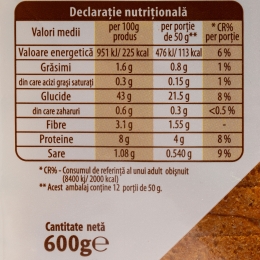 Declarație nutrițională
Valori medii per 100g produs per porție de 50 g** * CR% per porție
Valoare energetică 951 kJ/ 225 kcal 476 kJ/ 113 kcal 6 %
Grăsimi 1.6 g 0.8 g 1 %
din care acizi grași saturați 0.3 g 0.15 g 1 %
Glucide 43 g 21.5 g 8 %
din care zaharuri 0.6 g 0.3 g <0.5 %
Fibre 3.1 g 1.55 g -
Proteine 8 g 4 g 8 %
Sare 1.08 g 0.540 g 9 %
* CR% - Consumul de referință al unui adult obișnuit
(8400 kj/ 2000 kcal)
** Acest ambalaj conține 12 porții de 50 g.
Cantitate netă
600g℮